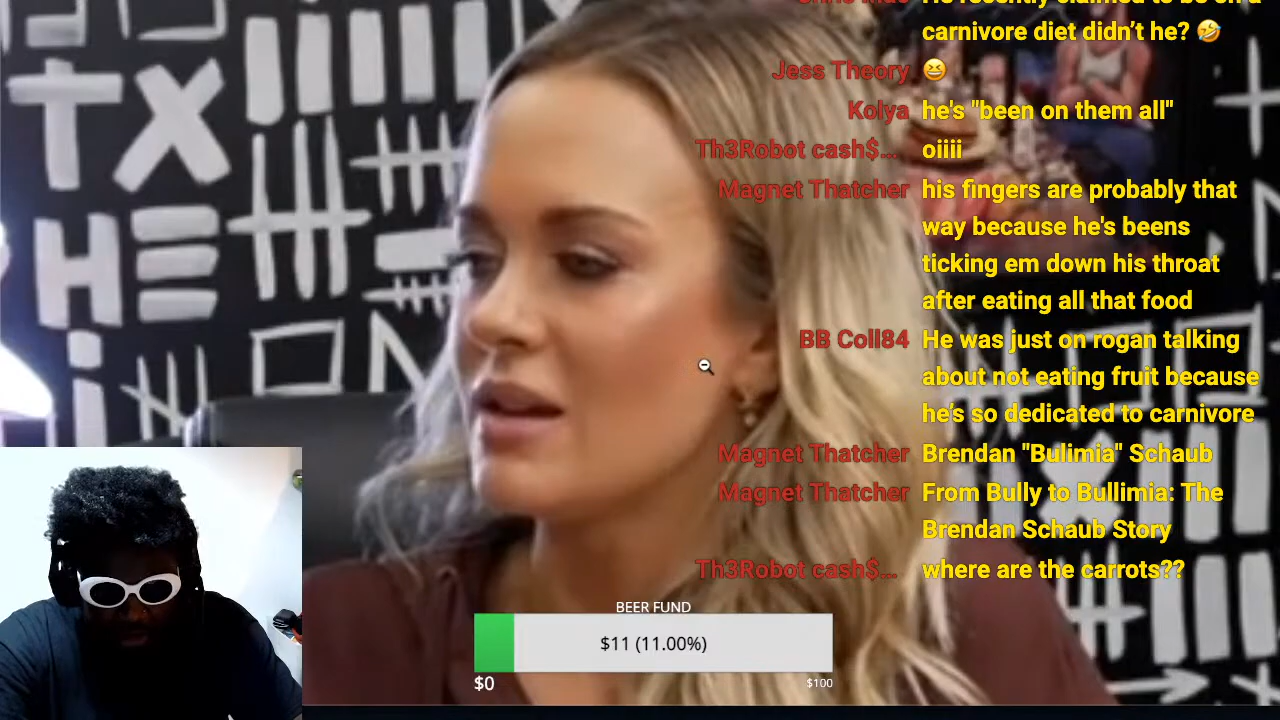 carnivore diet didn't he? 🤣
Jess Theory 😆
Kolya he's "been on them all"
Th3Robot cash$... oiiii
Magnet Thatcher his fingers are probably that
way because he's beens
ticking em down his throat
after eating all that food
BB Coll84 He was just on rogan talking
about not eating fruit because
he's so dedicated to carnivore
Magnet Thatcher Brendan "Bulimia" Schaub
Magnet Thatcher From Bully to Bullimia: The
Brendan Schaub Story
Th3Robot cash$... where are the carrots??
BEER FUND
$11 (11.00%)
$0 $100